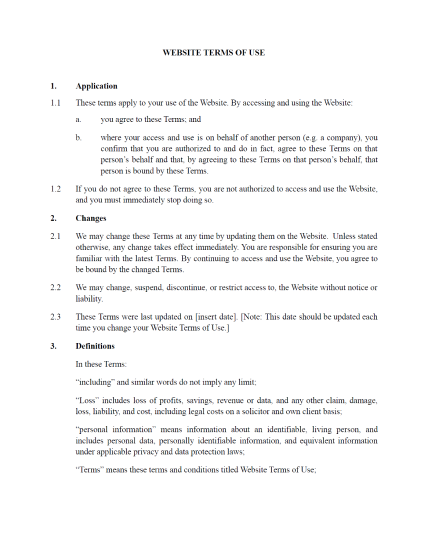 WEBSITE TERMS OF USE
1. Application
1.1 These terms apply to your use of the Website. By accessing and using the Website:
a. you agree to these Terms; and
b. where your access and use is on behalf of another person (e.g. a company), you
confirm that you are authorized to and do in fact, agree to these Terms on that
person’s behalf and that, by agreeing to these Terms on that person’s behalf, that
person is bound by these Terms.
1.2 If you do not agree to these Terms, you are not authorized to access and use the Website,
and you must immediately stop doing so.
2. Changes
2.1 We may change these Terms at any time by updating them on the Website. Unless stated
otherwise, any change takes effect immediately. You are responsible for ensuring you are
familiar with the latest Terms. By continuing to access and use the Website, you agree to
be bound by the changed Terms.
2.2 We may change, suspend, discontinue, or restrict access to, the Website without notice or
liability.
2.3 These Terms were last updated on [insert date]. [Note: This date should be updated each
time you change your Website Terms of Use.]
3. Definitions
In these Terms:
“including” and similar words do not imply any limit;
“Loss” includes loss of profits, savings, revenue or data, and any other claim, damage,
loss, liability, and cost, including legal costs on a solicitor and own client basis;
“personal information” means information about an identifiable, living person, and
includes personal data, personally identifiable information, and equivalent information
under applicable privacy and data protection laws;
“Terms” means these terms and conditions titled Website Terms of Use;